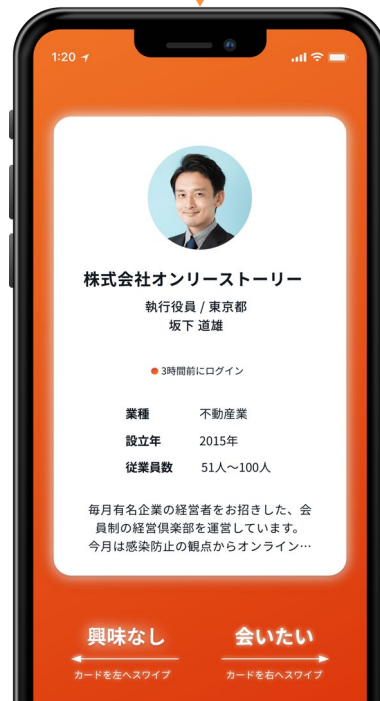 1:20
株式会社オンリーストーリー
執行役員 / 東京都
坂下 道雄
3時間前にログイン
業種 不動産業
設立年 2015年
従業員数 51人〜100人
毎月有名企業の経営者をお招きした、会
員制の経営倶楽部を運営しています。
今月は感染防止の観点からオンライン…
興味なし 会いたい
カードを左へスワイプ カードを右へスワイプ